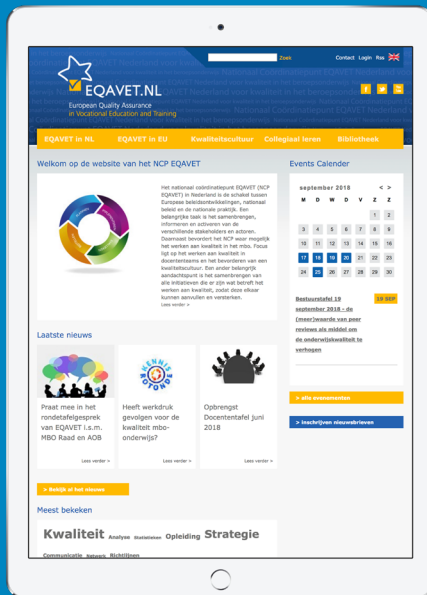 Zoek
Contact Login Rss
EQAVET.NL
European Quality Assurance
in Vocational Education and Training
EQAVET in NL EQAVET in EU Kwaliteitscultuur Collegiaal leren Bibliotheek
Welkom op de website van het NCP EQAVET
Het nationaal coördinatiepunt EQAVET (NCP
EQAVET) in Nederland is de schakel tussen
Europese beleidsontwikkelingen, nationaal
beleid en de nationale praktijk. Een
belangrijke taak is het samenbrengen,
informeren en activeren van de
verschillende stakeholders en actoren.
Daarnaast bevordert het NCP waar mogelijk
het werken aan kwaliteit in het mbo. Focus
ligt op het werken aan kwaliteit in
docententeams en het bevorderen van een
kwaliteitscultuur. Een ander belangrijk
aandachtspunt is het samenbrengen van
alle initiatieven die er zijn wat betreft het
werken aan kwaliteit, zodat deze elkaar
kunnen aanvullen en versterken.
Lees verder >
Events Calender
september 2018 < >
M D W D V Z Z
1 2
3 4 5 6 7 8 9
10 11 12 13 14 15 16
17 18 19 20 21 22 23
24 25 26 27 28 29 30
Bestuurstafel 19
september 2018 - de
(meer)waarde van peer
reviews als middel om
de onderwijskwaliteit te
verhogen
19 SEP
> alle evenementen
> inschrijven nieuwsbrieven
Laatste nieuws
KENNIS
ROTONDE
Praat mee in het
rondetafelgesprek
van EQAVET i.s.m.
MBO Raad en AOB
Lees verder >
Heeft werkdruk
gevolgen voor de
kwaliteit mbo-
onderwijs?
Lees verder >
Opbrengst
Docententafel juni
2018
Lees verder >
> Bekijk al het nieuws
Meest bekeken
Kwaliteit Analyse Statistieken Opleiding Strategie
Communicatie Netwerk Richtlijnen